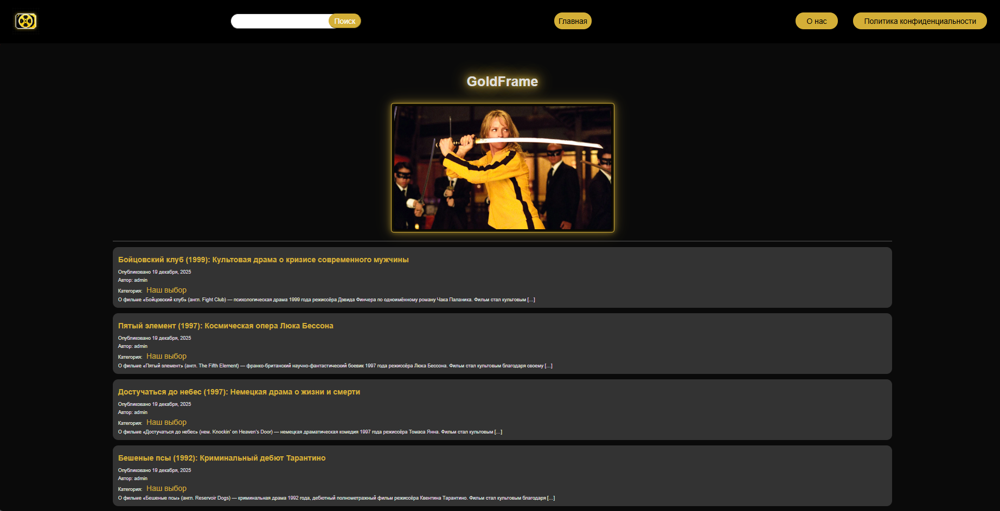 Поиск
Главная
О нас
Политика конфиденциальности
GoldFrame
Бойцовский клуб (1999): Культовая драма о кризисе современного мужчины
Опубликовано 19 декабря, 2025
Автор: admin
Категория: Наш выбор
О фильме «Бойцовский клуб» (англ. Fight Club) — психологическая драма 1999 года режиссёра Дэвида Финчера по одноимённому роману Чака Паланика. Фильм стал культовым […]
Пятый элемент (1997): Космическая опера Люка Бессона
Опубликовано 19 декабря, 2025
Автор: admin
Категория: Наш выбор
О фильме «Пятый элемент» (англ. The Fifth Element) — франко-британский научно-фантастический боевик 1997 года режиссёра Люка Бессона. Фильм стал культовым благодаря своему […]
Достучаться до небес (1997): Немецкая драма о жизни и смерти
Опубликовано 19 декабря, 2025
Автор: admin
Категория: Наш выбор
О фильме «Достучаться до небес» (нем. Knockin’ on Heaven’s Door) — немецкая драматическая комедия 1997 года режиссёра Томаса Янна. Фильм стал культовым […]
Бешеные псы (1992): Криминальный дебют Тарантино
Опубликовано 19 декабря, 2025
Автор: admin
Категория: Наш выбор
О фильме «Бешеные псы» (англ. Reservoir Dogs) — криминальная драма 1992 года, дебютный полнометражный фильм режиссёра Квентина Тарантино. Фильм стал культовым благодаря […]